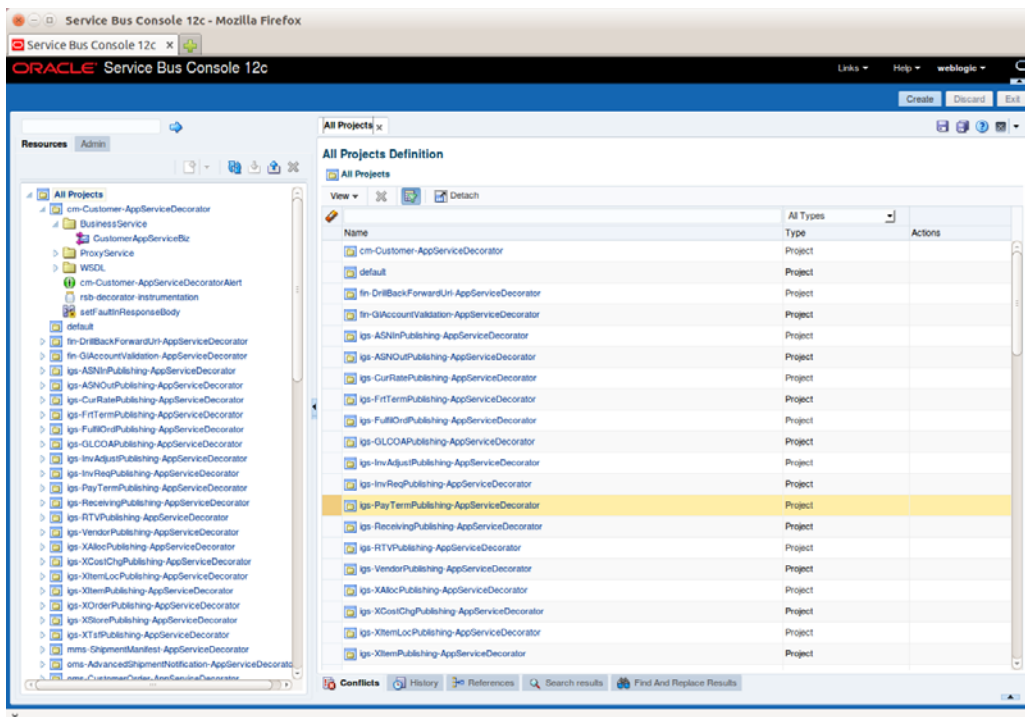 Service Bus Console 12c - Mozilla Firefox
Service Bus Console 12c x
ORACLE Service Bus Console 12c
Links Help weblogic
Create Discard Exit
Resources Admin
All Projects
cm-Customer-AppServiceDecorator
BusinessService
CustomerAppServiceBiz
ProxyService
WSDL
cm-Customer-AppServiceDecoratorAlert
rsb-decorator-instrumentation
setFaultInResponseBody
default
fin-DrillBackForwardUrl-AppServiceDecorator
fin-GlAccountValidation-AppServiceDecorator
igs-ASNInPublishing-AppServiceDecorator
igs-ASNOutPublishing-AppServiceDecorator
igs-CurRatePublishing-AppServiceDecorator
igs-FrtTermPublishing-AppServiceDecorator
igs-FulfilOrdPublishing-AppServiceDecorator
igs-GLCOAPublishing-AppServiceDecorator
igs-InvAdjustPublishing-AppServiceDecorator
igs-InvReqPublishing-AppServiceDecorator
igs-PayTermPublishing-AppServiceDecorator
igs-ReceivingPublishing-AppServiceDecorator
igs-RTVPublishing-AppServiceDecorator
igs-VendorPublishing-AppServiceDecorator
igs-XAllocPublishing-AppServiceDecorator
igs-XCostChgPublishing-AppServiceDecorator
igs-XItemLocPublishing-AppServiceDecorator
igs-XItemPublishing-AppServiceDecorator
igs-XOrderPublishing-AppServiceDecorator
igs-XStorePublishing-AppServiceDecorator
igs-XTsfPublishing-AppServiceDecorator
mms-ShipmentManifest-AppServiceDecorator
oms-AdvancedShipmentNotification-AppServiceDecorato
oms-CustomerOrder-AppServiceDecorator
All Projects x
All Projects Definition
All Projects
View Detach
All Types
Name Type Actions
cm-Customer-AppServiceDecorator Project
default Project
fin-DrillBackForwardUrl-AppServiceDecorator Project
fin-GlAccountValidation-AppServiceDecorator Project
igs-ASNInPublishing-AppServiceDecorator Project
igs-ASNOutPublishing-AppServiceDecorator Project
igs-CurRatePublishing-AppServiceDecorator Project
igs-FrtTermPublishing-AppServiceDecorator Project
igs-FulfilOrdPublishing-AppServiceDecorator Project
igs-GLCOAPublishing-AppServiceDecorator Project
igs-InvAdjustPublishing-AppServiceDecorator Project
igs-InvReqPublishing-AppServiceDecorator Project
igs-PayTermPublishing-AppServiceDecorator Project
igs-ReceivingPublishing-AppServiceDecorator Project
igs-RTVPublishing-AppServiceDecorator Project
igs-VendorPublishing-AppServiceDecorator Project
igs-XAllocPublishing-AppServiceDecorator Project
igs-XCostChgPublishing-AppServiceDecorator Project
igs-XItemLocPublishing-AppServiceDecorator Project
igs-XItemPublishing-AppServiceDecorator Project
Conflicts History References Search results Find And Replace Results